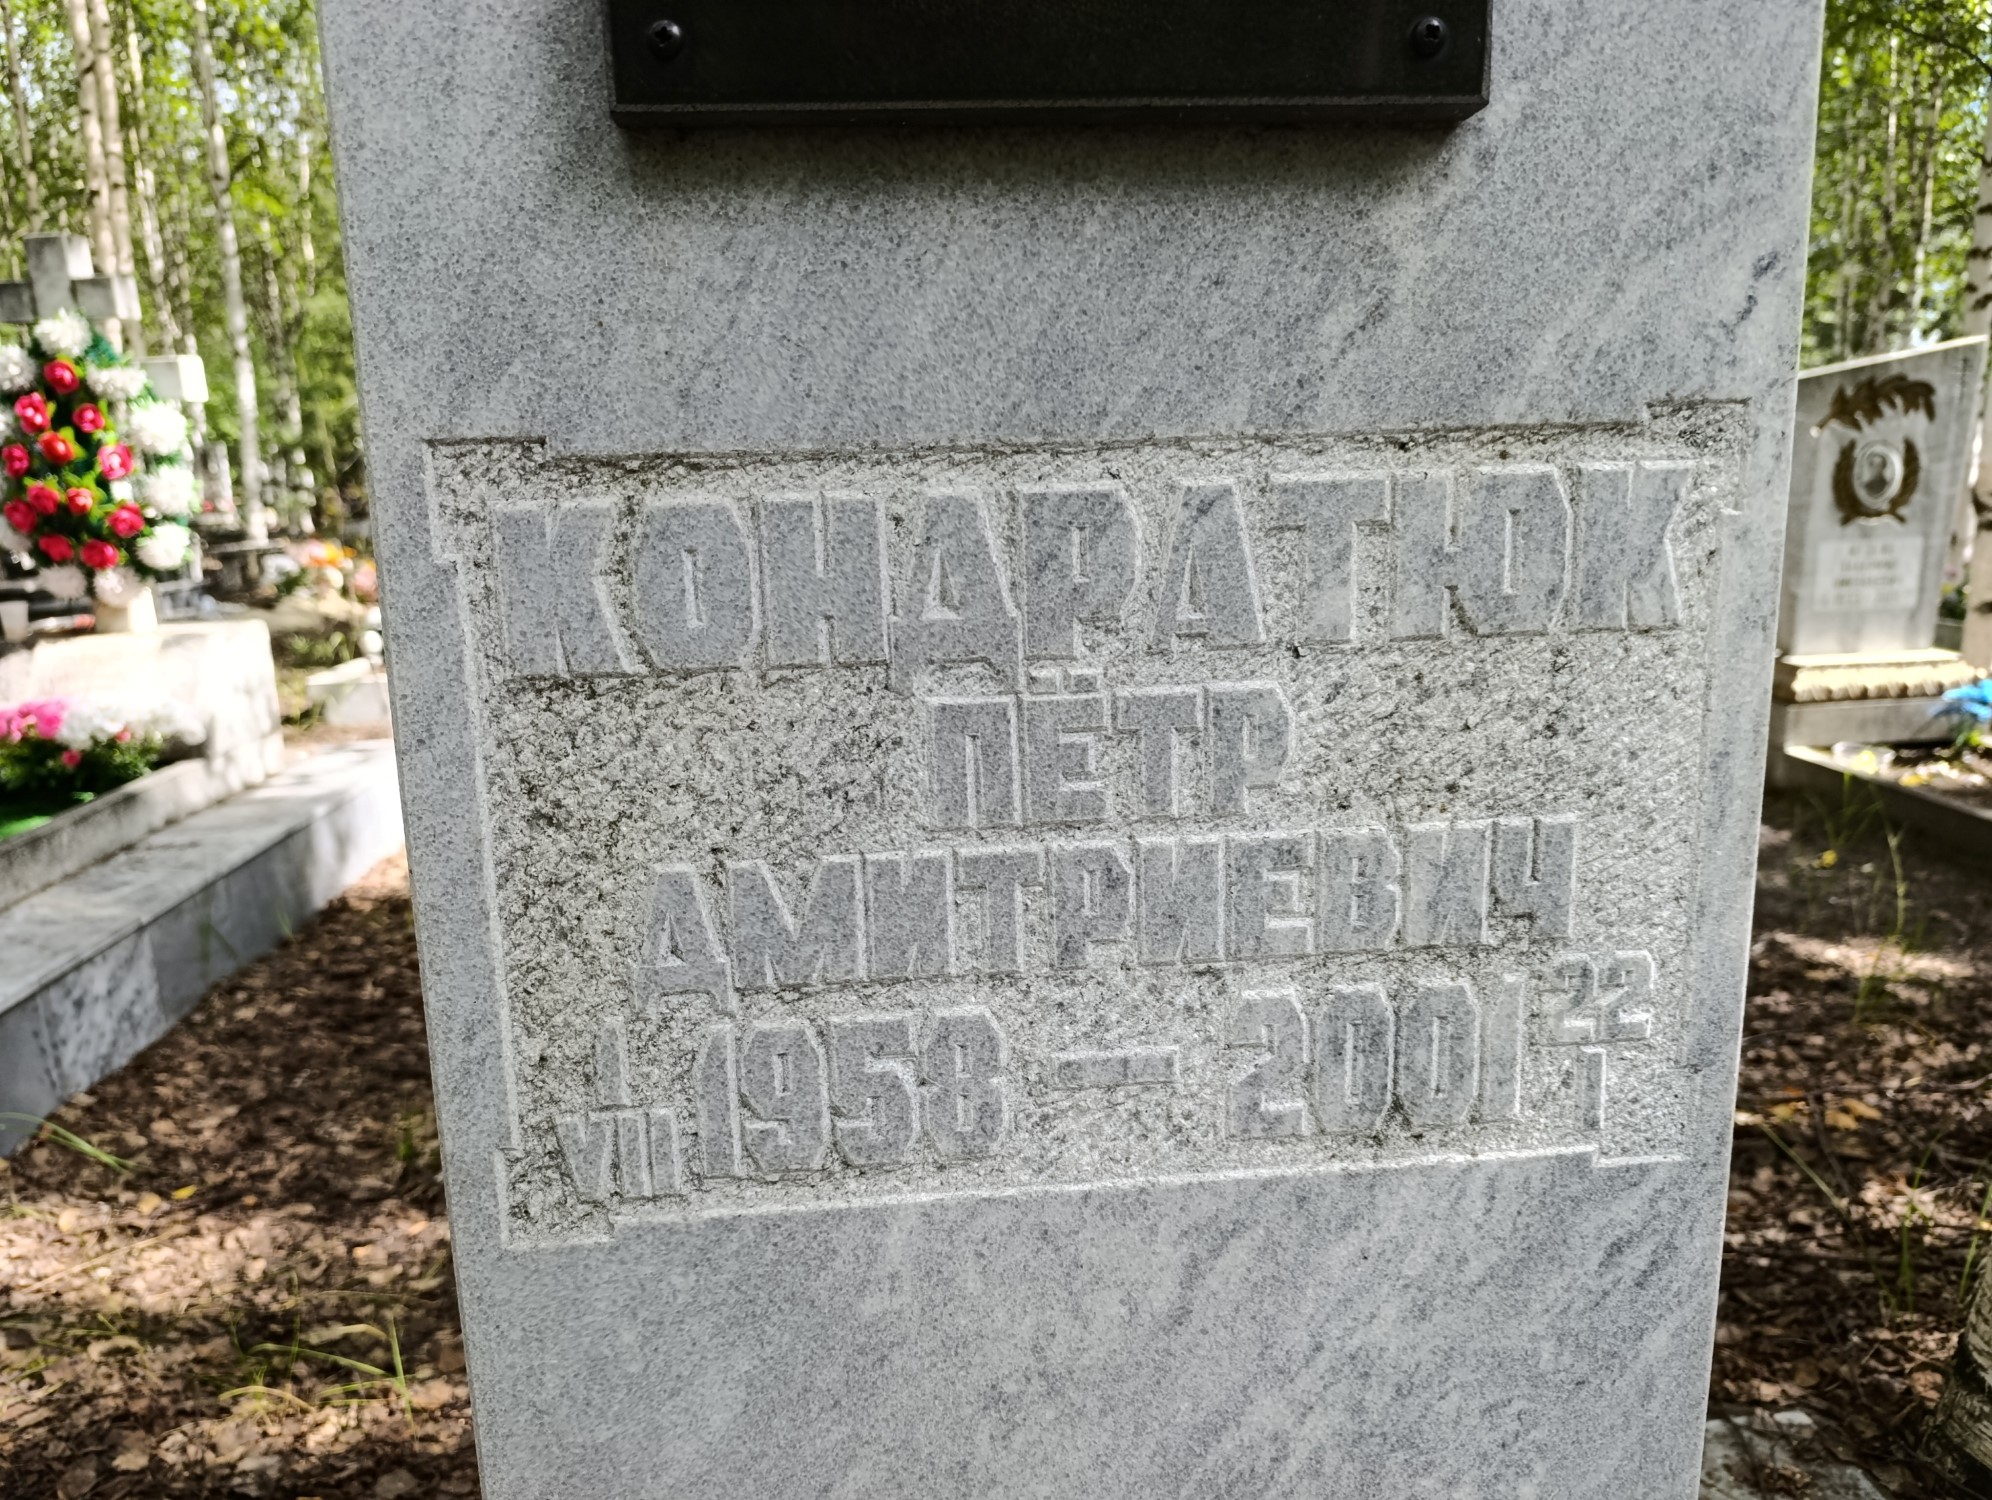 КОНДРАТЮК
ПЁТР
ДМИТРИЕВИЧ
1 VII 1958 — 2001 22 1